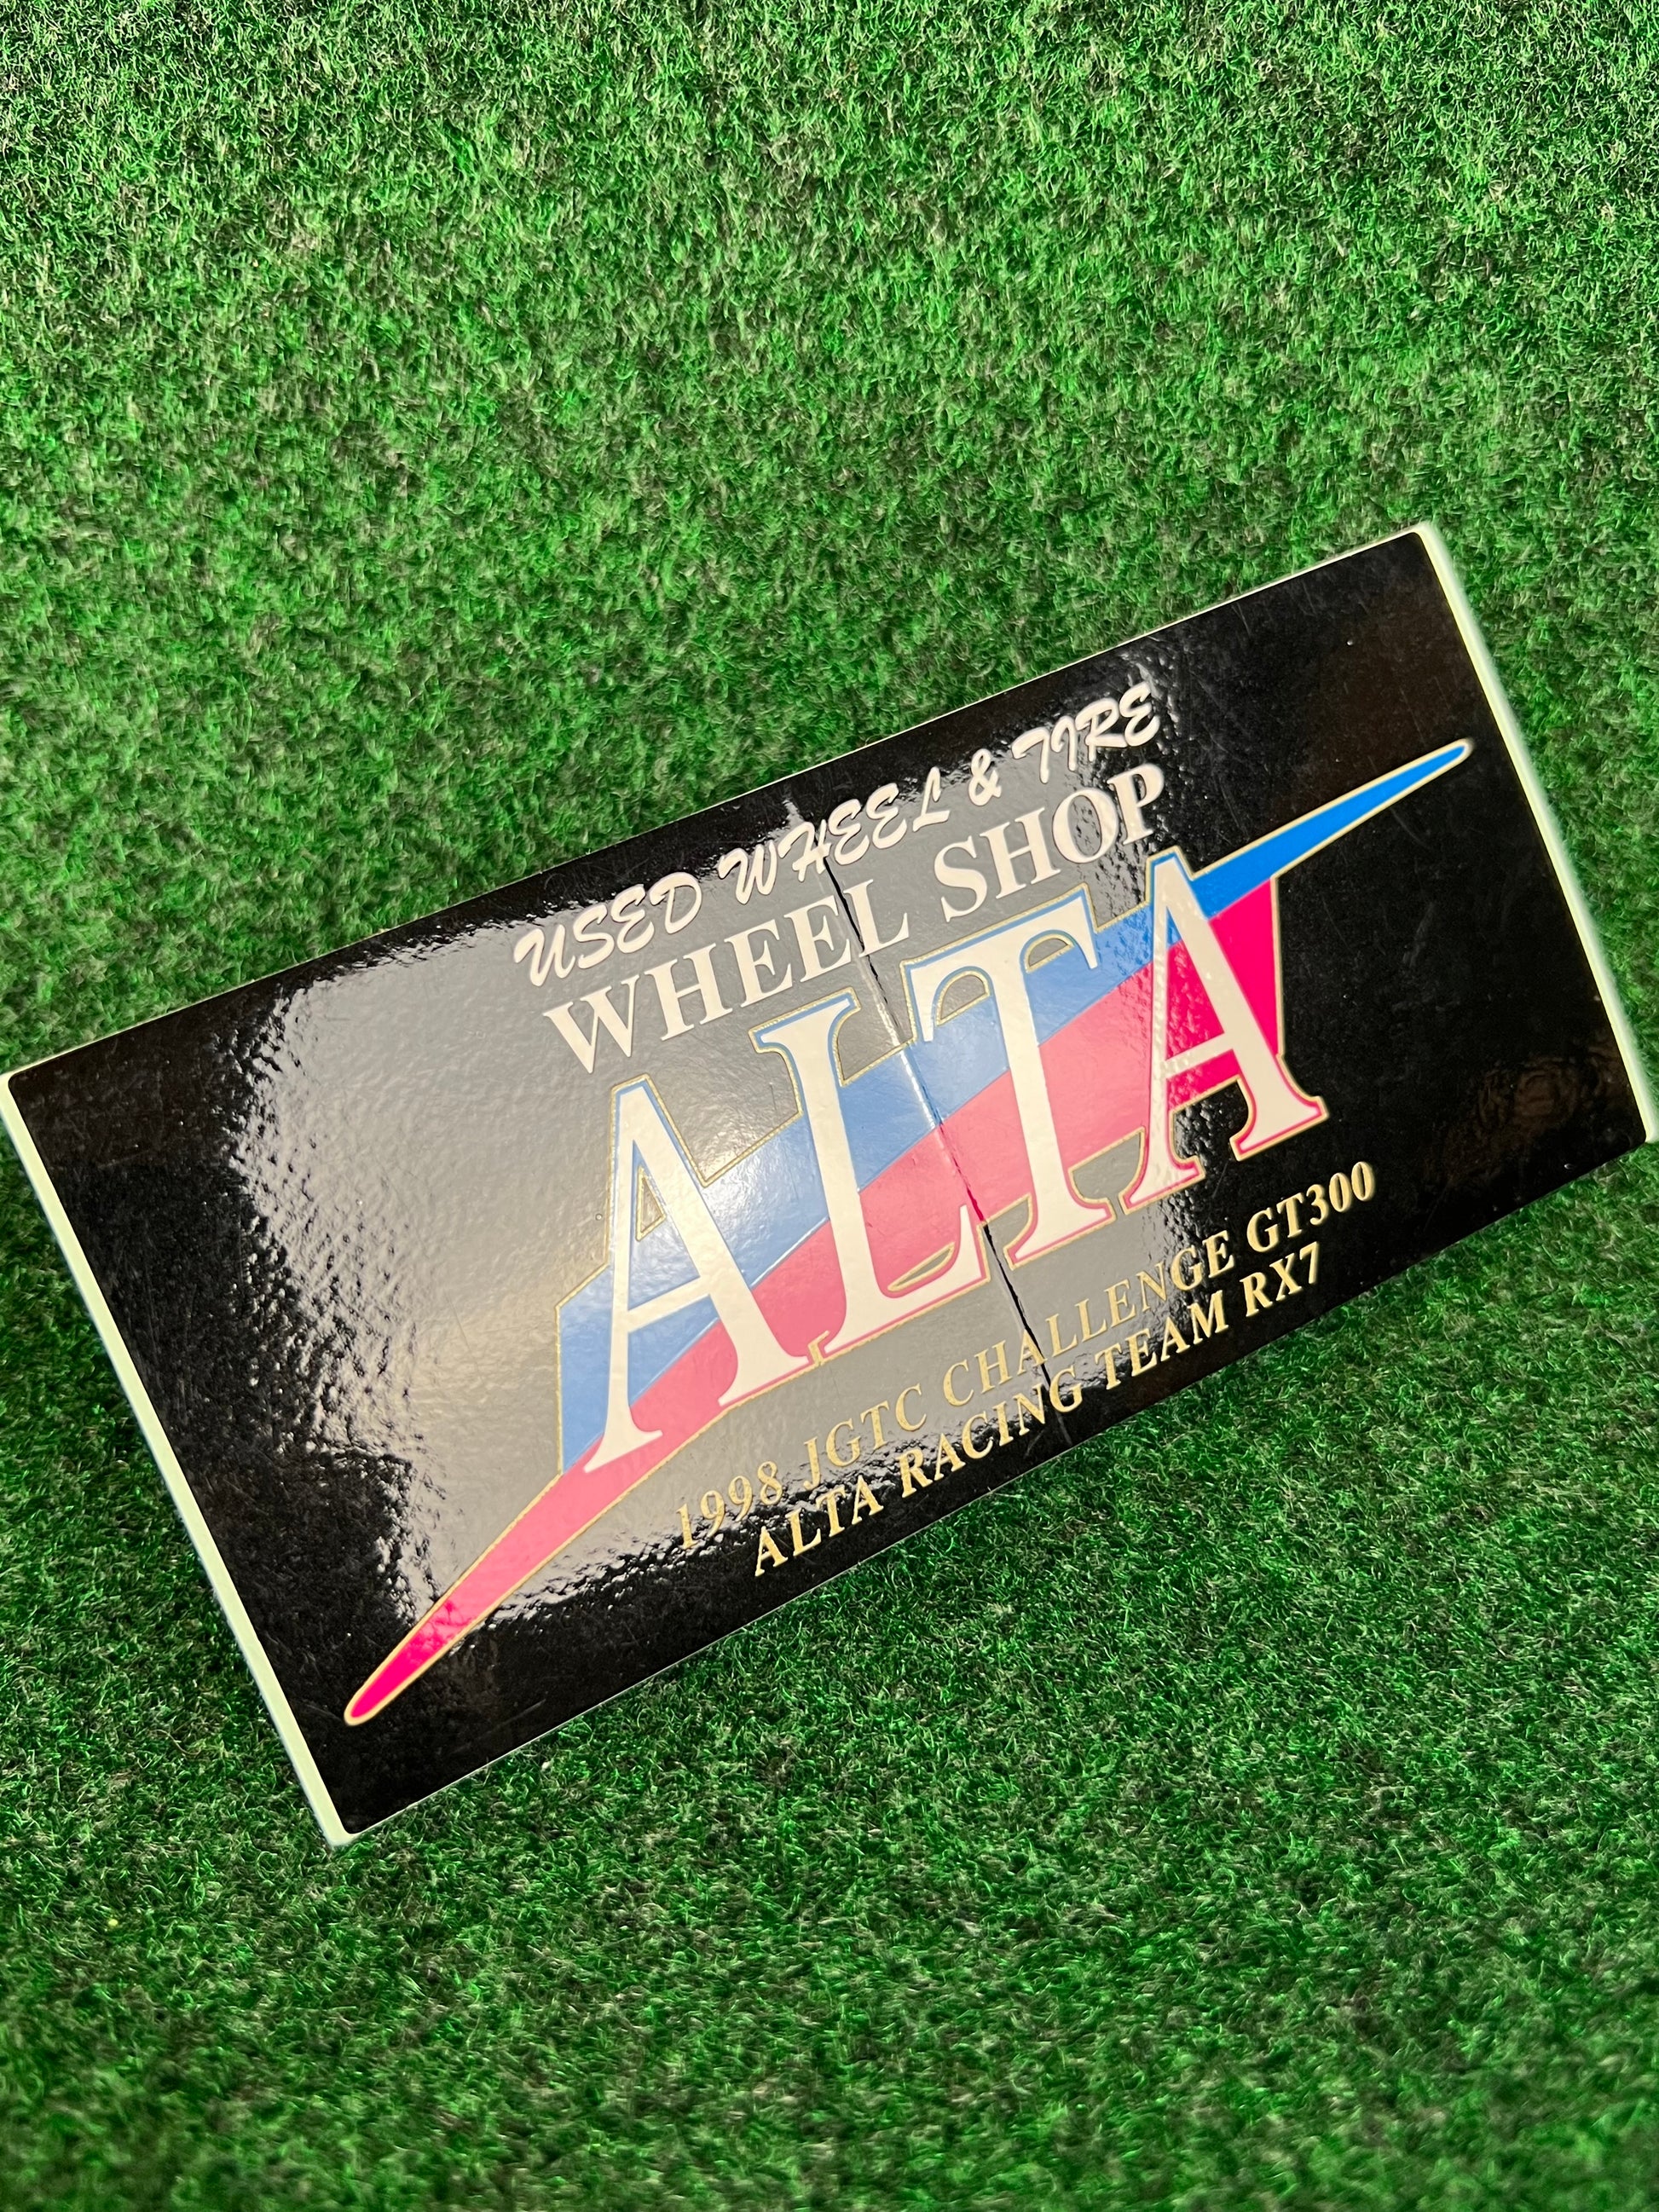 USED WHEEL & TIRE
WHEEL SHOP
ALTA
1998 JGTC CHALLENGE GT300
ALTA RACING TEAM RX7